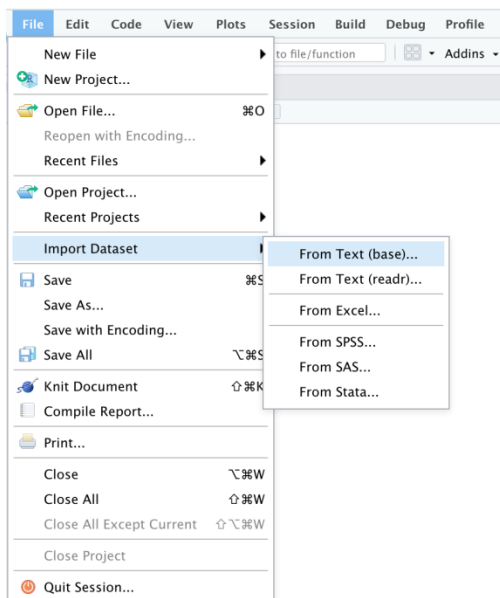 File Edit Code View Plots Session Build Debug Profile
to file/function Addins
New File
New Project...
Open File... ⌘O
Reopen with Encoding...
Recent Files
Open Project...
Recent Projects
Import Dataset
From Text (base)...
From Text (readr)...
From Excel...
From SPSS...
From SAS...
From Stata...
Save ⌘S
Save As...
Save with Encoding...
Save All ⌥⌘S
Knit Document ⇧⌘K
Compile Report...
Print...
Close ⌥⌘W
Close All ⇧⌘W
Close All Except Current ⇧⌥⌘W
Close Project
Quit Session...